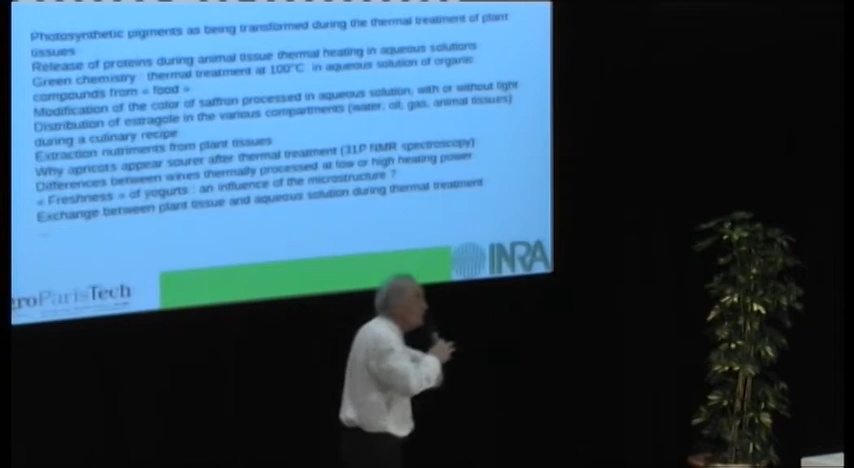 Photosynthetic pigments as being transformed during the thermal treatment of plant
tissues
Release of proteins during animal tissue thermal heating in aqueous solutions
Green chemistry : thermal treatment at 100°C in aqueous solution of organic
compounds from « food »
Modification of the color of saffron processed in aqueous solution, with or without light
Distribution of estragole in the various compartments (water, oil, gas, animal tissues)
during a culinary recipe
Extraction nutriments from plant tissues
Why apricots appear sourer after thermal treatment (31P NMR spectroscopy)
Differences between wines thermally processed at low or high heating power
« Freshness » of yogurts : an influence of the microstructure ?
Exchange between plant tissue and aqueous solution during thermal treatment
...
roParisTech
INRA